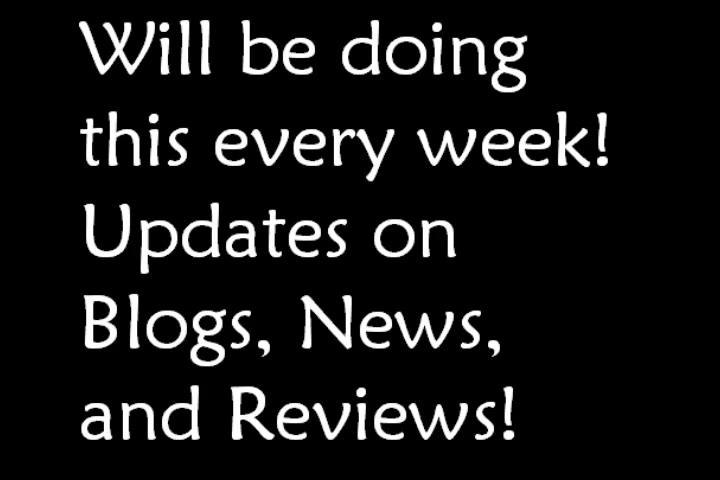 Will be doing
this every week!
Updates on
Blogs, News,
and Reviews!